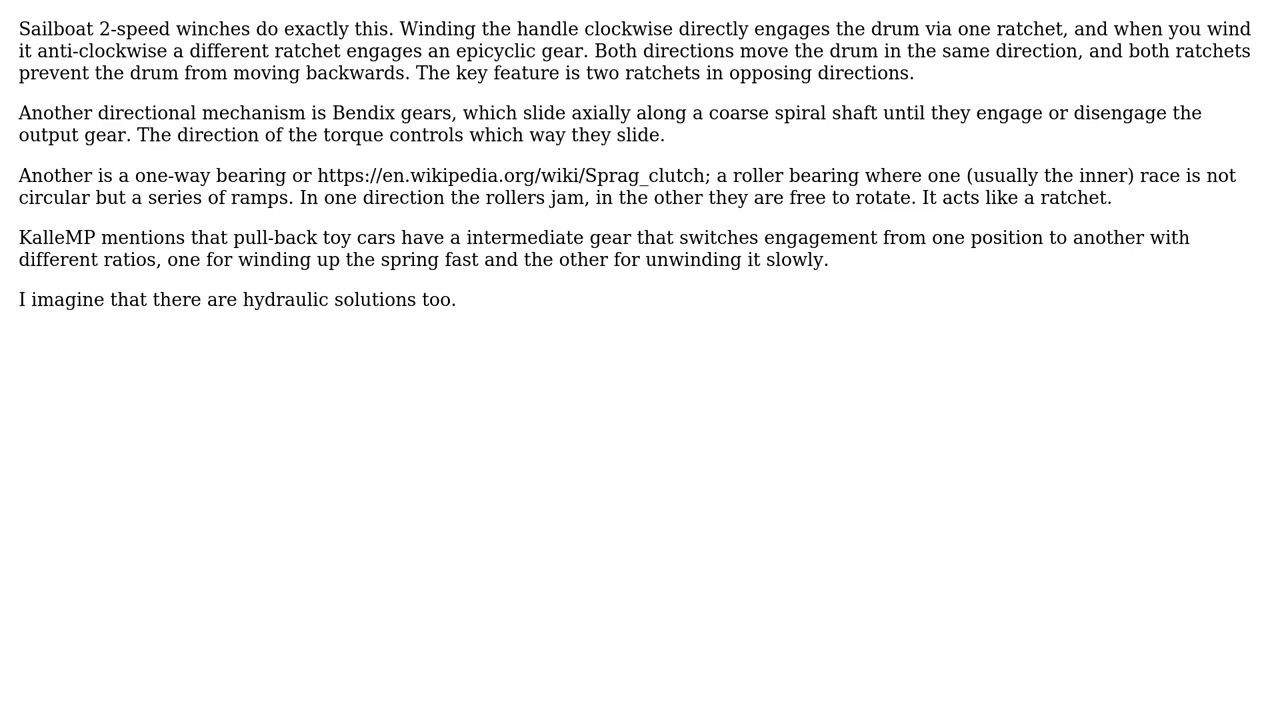 Sailboat 2-speed winches do exactly this. Winding the handle clockwise directly engages the drum via one ratchet, and when you wind
it anti-clockwise a different ratchet engages an epicyclic gear. Both directions move the drum in the same direction, and both ratchets
prevent the drum from moving backwards. The key feature is two ratchets in opposing directions.
Another directional mechanism is Bendix gears, which slide axially along a coarse spiral shaft until they engage or disengage the
output gear. The direction of the torque controls which way they slide.
Another is a one-way bearing or https://en.wikipedia.org/wiki/Sprag_clutch; a roller bearing where one (usually the inner) race is not
circular but a series of ramps. In one direction the rollers jam, in the other they are free to rotate. It acts like a ratchet.
KalleMP mentions that pull-back toy cars have a intermediate gear that switches engagement from one position to another with
different ratios, one for winding up the spring fast and the other for unwinding it slowly.
I imagine that there are hydraulic solutions too.